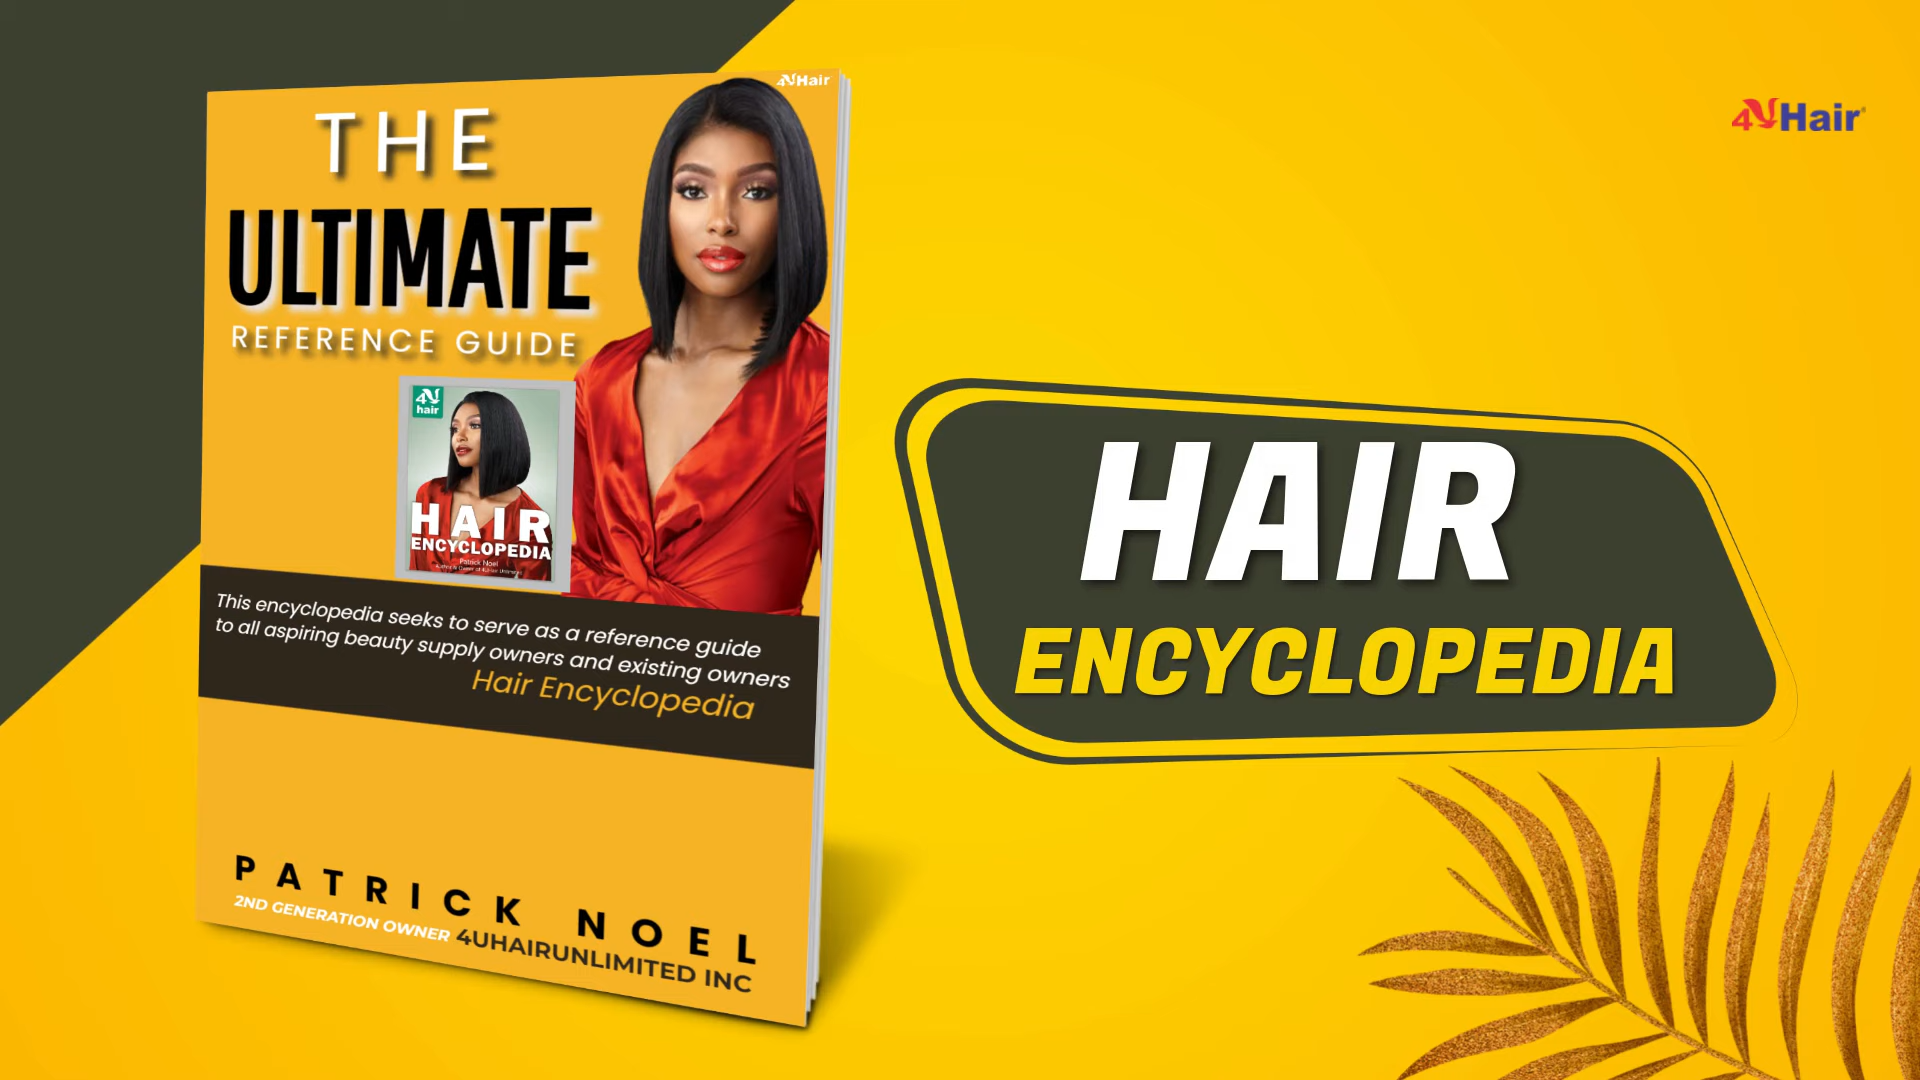 4UHair
THE
ULTIMATE
REFERENCE GUIDE
4U
hair
HAIR
ENCYCLOPEDIA
Patrick Noel
This encyclopedia seeks to serve as a reference guide
to all aspiring beauty supply owners and existing owners
Hair Encyclopedia
PATRICK NOEL
2ND GENERATION OWNER 4UHAIRUNLIMITED INC
4UHair®
HAIR
ENCYCLOPEDIA